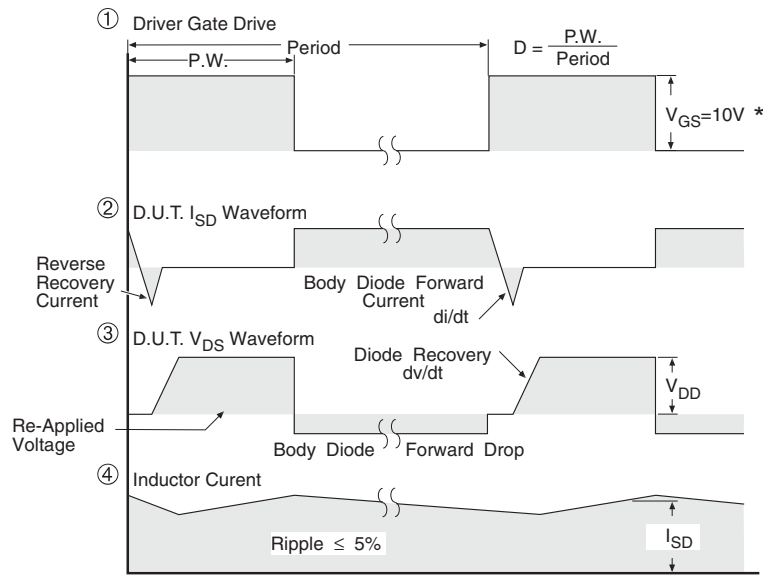 ① Driver Gate Drive
Period
P.W.
D = P.W. / Period
V_GS=10V *
② D.U.T. I_SD Waveform
Reverse
Recovery
Current
Body Diode Forward
Current
di/dt
③ D.U.T. V_DS Waveform
Diode Recovery
dv/dt
V_DD
Re-Applied
Voltage
Body Diode
Forward Drop
④ Inductor Curent
Ripple ≤ 5%
I_SD